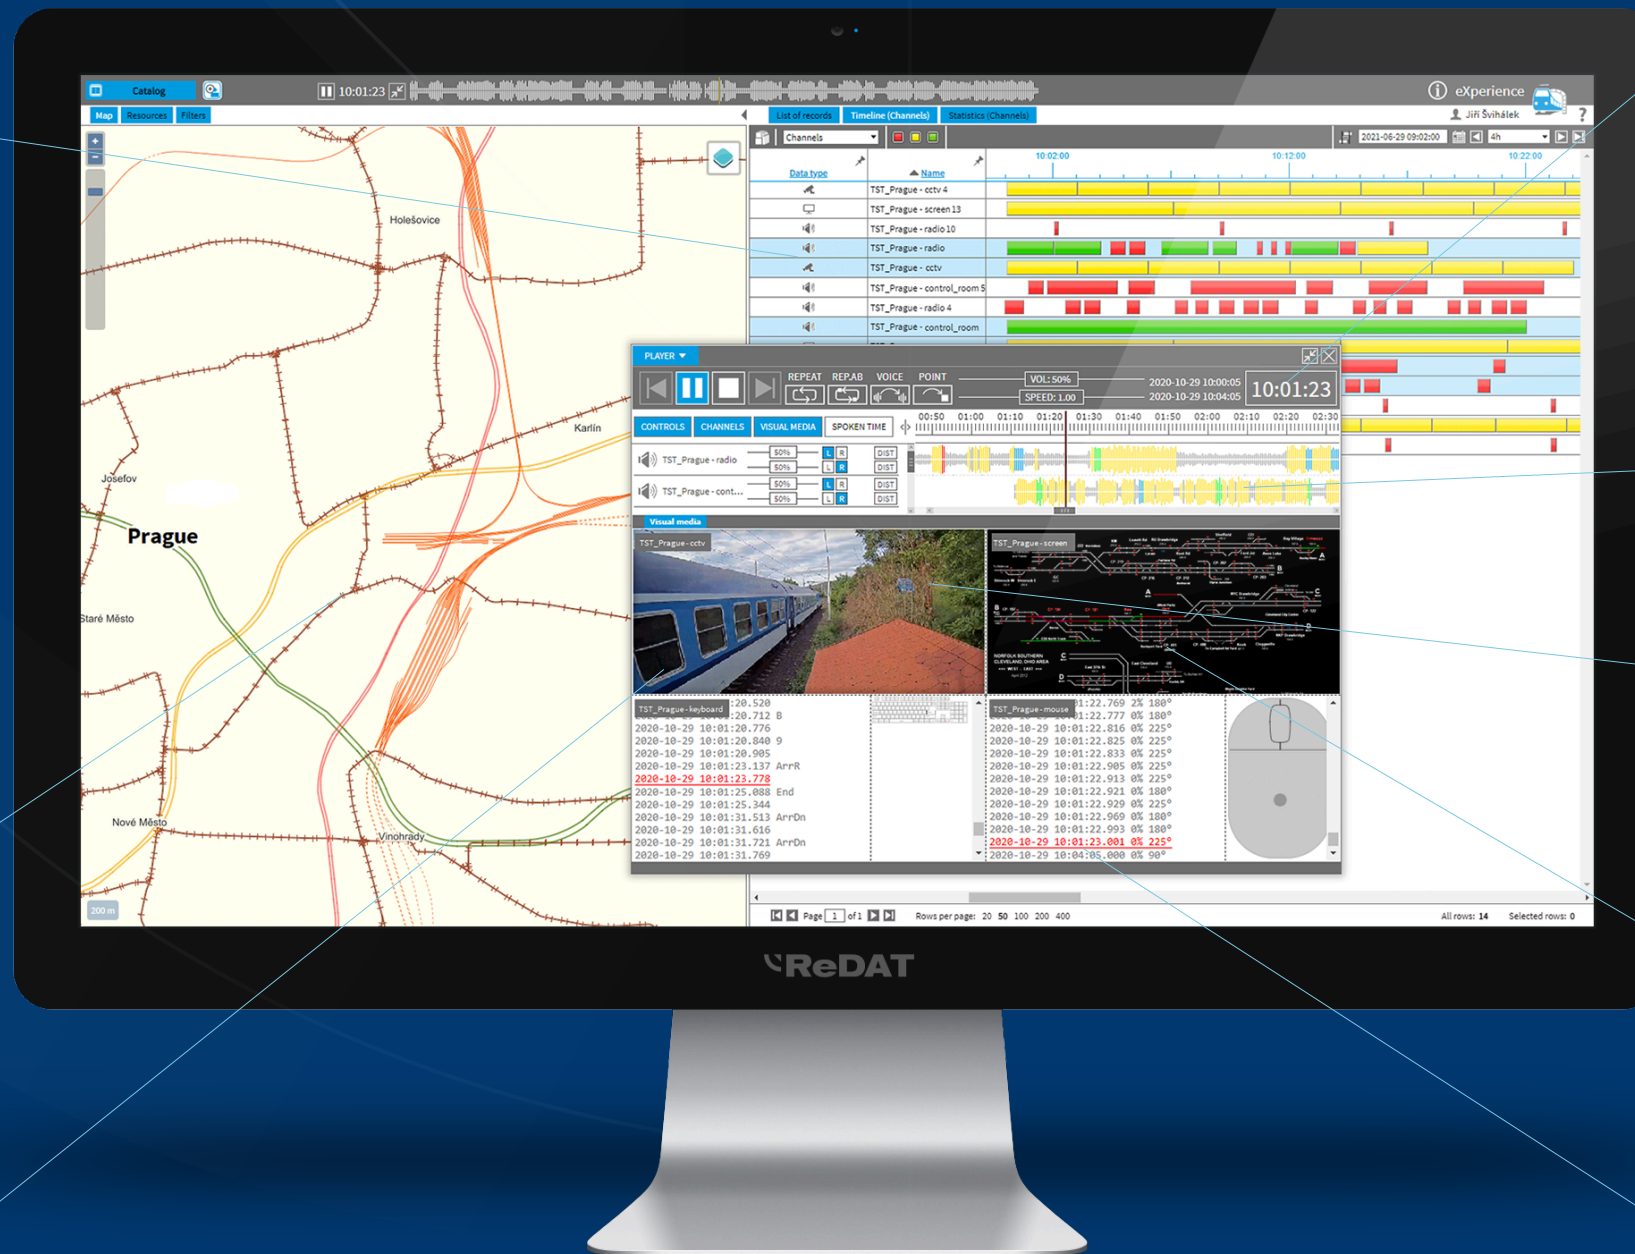 Catalog
10:01:23
eXperience
Jiří Švihálek
?
Map Resources Filters
List of records Timeline (Channels) Statistics (Channels)
Channels
2021-06-29 09:02:00
4h
10:02:00 10:12:00 10:22:00
Data type Name
TST_Prague - cctv 4
TST_Prague - screen 13
TST_Prague - radio 10
TST_Prague - radio
TST_Prague - cctv
TST_Prague - control_room 5
TST_Prague - radio 4
TST_Prague - control_room
Holešovice
Karlín
Josefov
Prague
Staré Město
Nové Město
Vinohrady
200 m
PLAYER
REPEAT REP.AB VOICE POINT
VOL: 50%
SPEED: 1.00
2020-10-29 10:00:05
2020-10-29 10:04:05
10:01:23
CONTROLS CHANNELS VISUAL MEDIA SPOKEN TIME
00:50 01:00 01:10 01:20 01:30 01:40 01:50 02:00 02:10 02:20 02:30
TST_Prague - radio
50% L R DIST
50% L R DIST
TST_Prague - cont...
50% L R DIST
50% L R DIST
Visual media
TST_Prague - cctv
TST_Prague - screen
NORFOLK SOUTHERN
CLEVELAND, OHIO AREA
WEST - EAST
April 2012
TST_Prague - keyboard
:20.520
:20.712 B
2020-10-29 10:01:20.776
2020-10-29 10:01:20.840 9
2020-10-29 10:01:20.905
2020-10-29 10:01:23.137 ArrR
2020-10-29 10:01:23.778
2020-10-29 10:01:25.088 End
2020-10-29 10:01:25.344
2020-10-29 10:01:31.513 ArrDn
2020-10-29 10:01:31.616
2020-10-29 10:01:31.721 ArrDn
2020-10-29 10:01:31.769
TST_Prague - mouse
01:22.769 2% 180°
01:22.777 0% 180°
2020-10-29 10:01:22.816 0% 225°
2020-10-29 10:01:22.825 0% 225°
2020-10-29 10:01:22.833 0% 225°
2020-10-29 10:01:22.905 0% 225°
2020-10-29 10:01:22.913 0% 225°
2020-10-29 10:01:22.921 0% 180°
2020-10-29 10:01:22.929 0% 225°
2020-10-29 10:01:22.969 0% 180°
2020-10-29 10:01:22.993 0% 180°
2020-10-29 10:01:23.001 0% 225°
2020-10-29 10:04:05.000 0% 90°
Page 1 of 1
Rows per page: 20 50 100 200 400
All rows: 14 Selected rows: 0
ReDAT